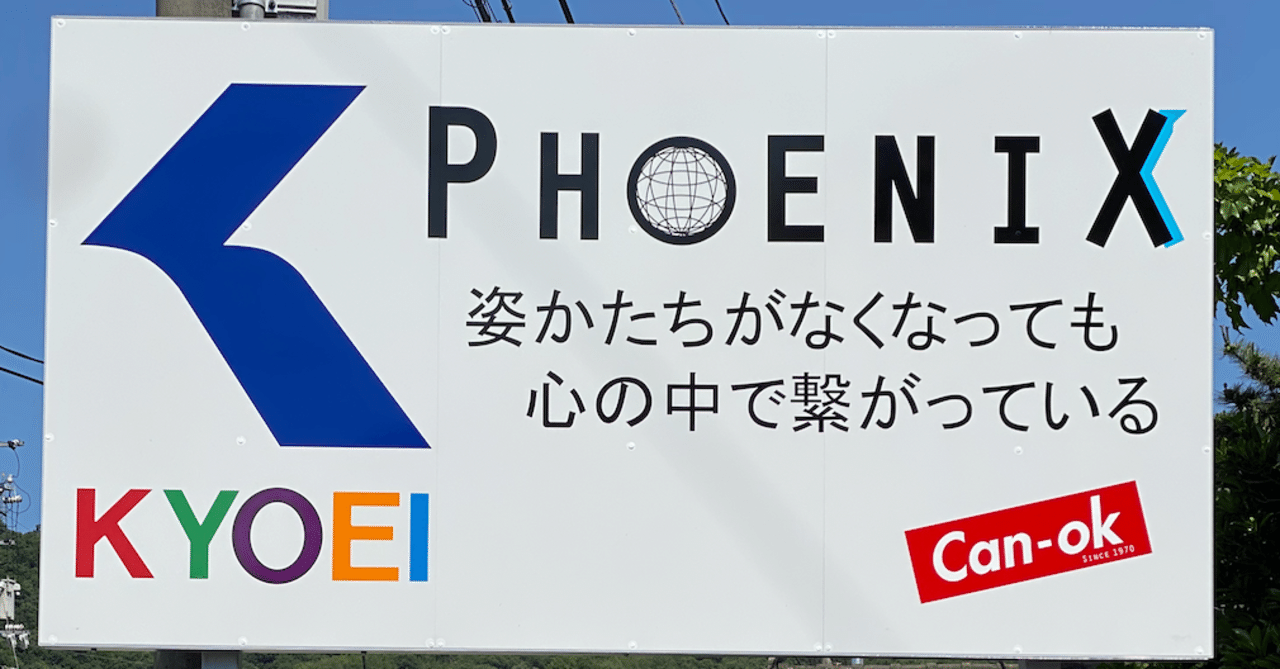 PHOENIX
姿かたちがなくなっても
心の中で繋がっている
KYOEI
Can-ok
SINCE 1970